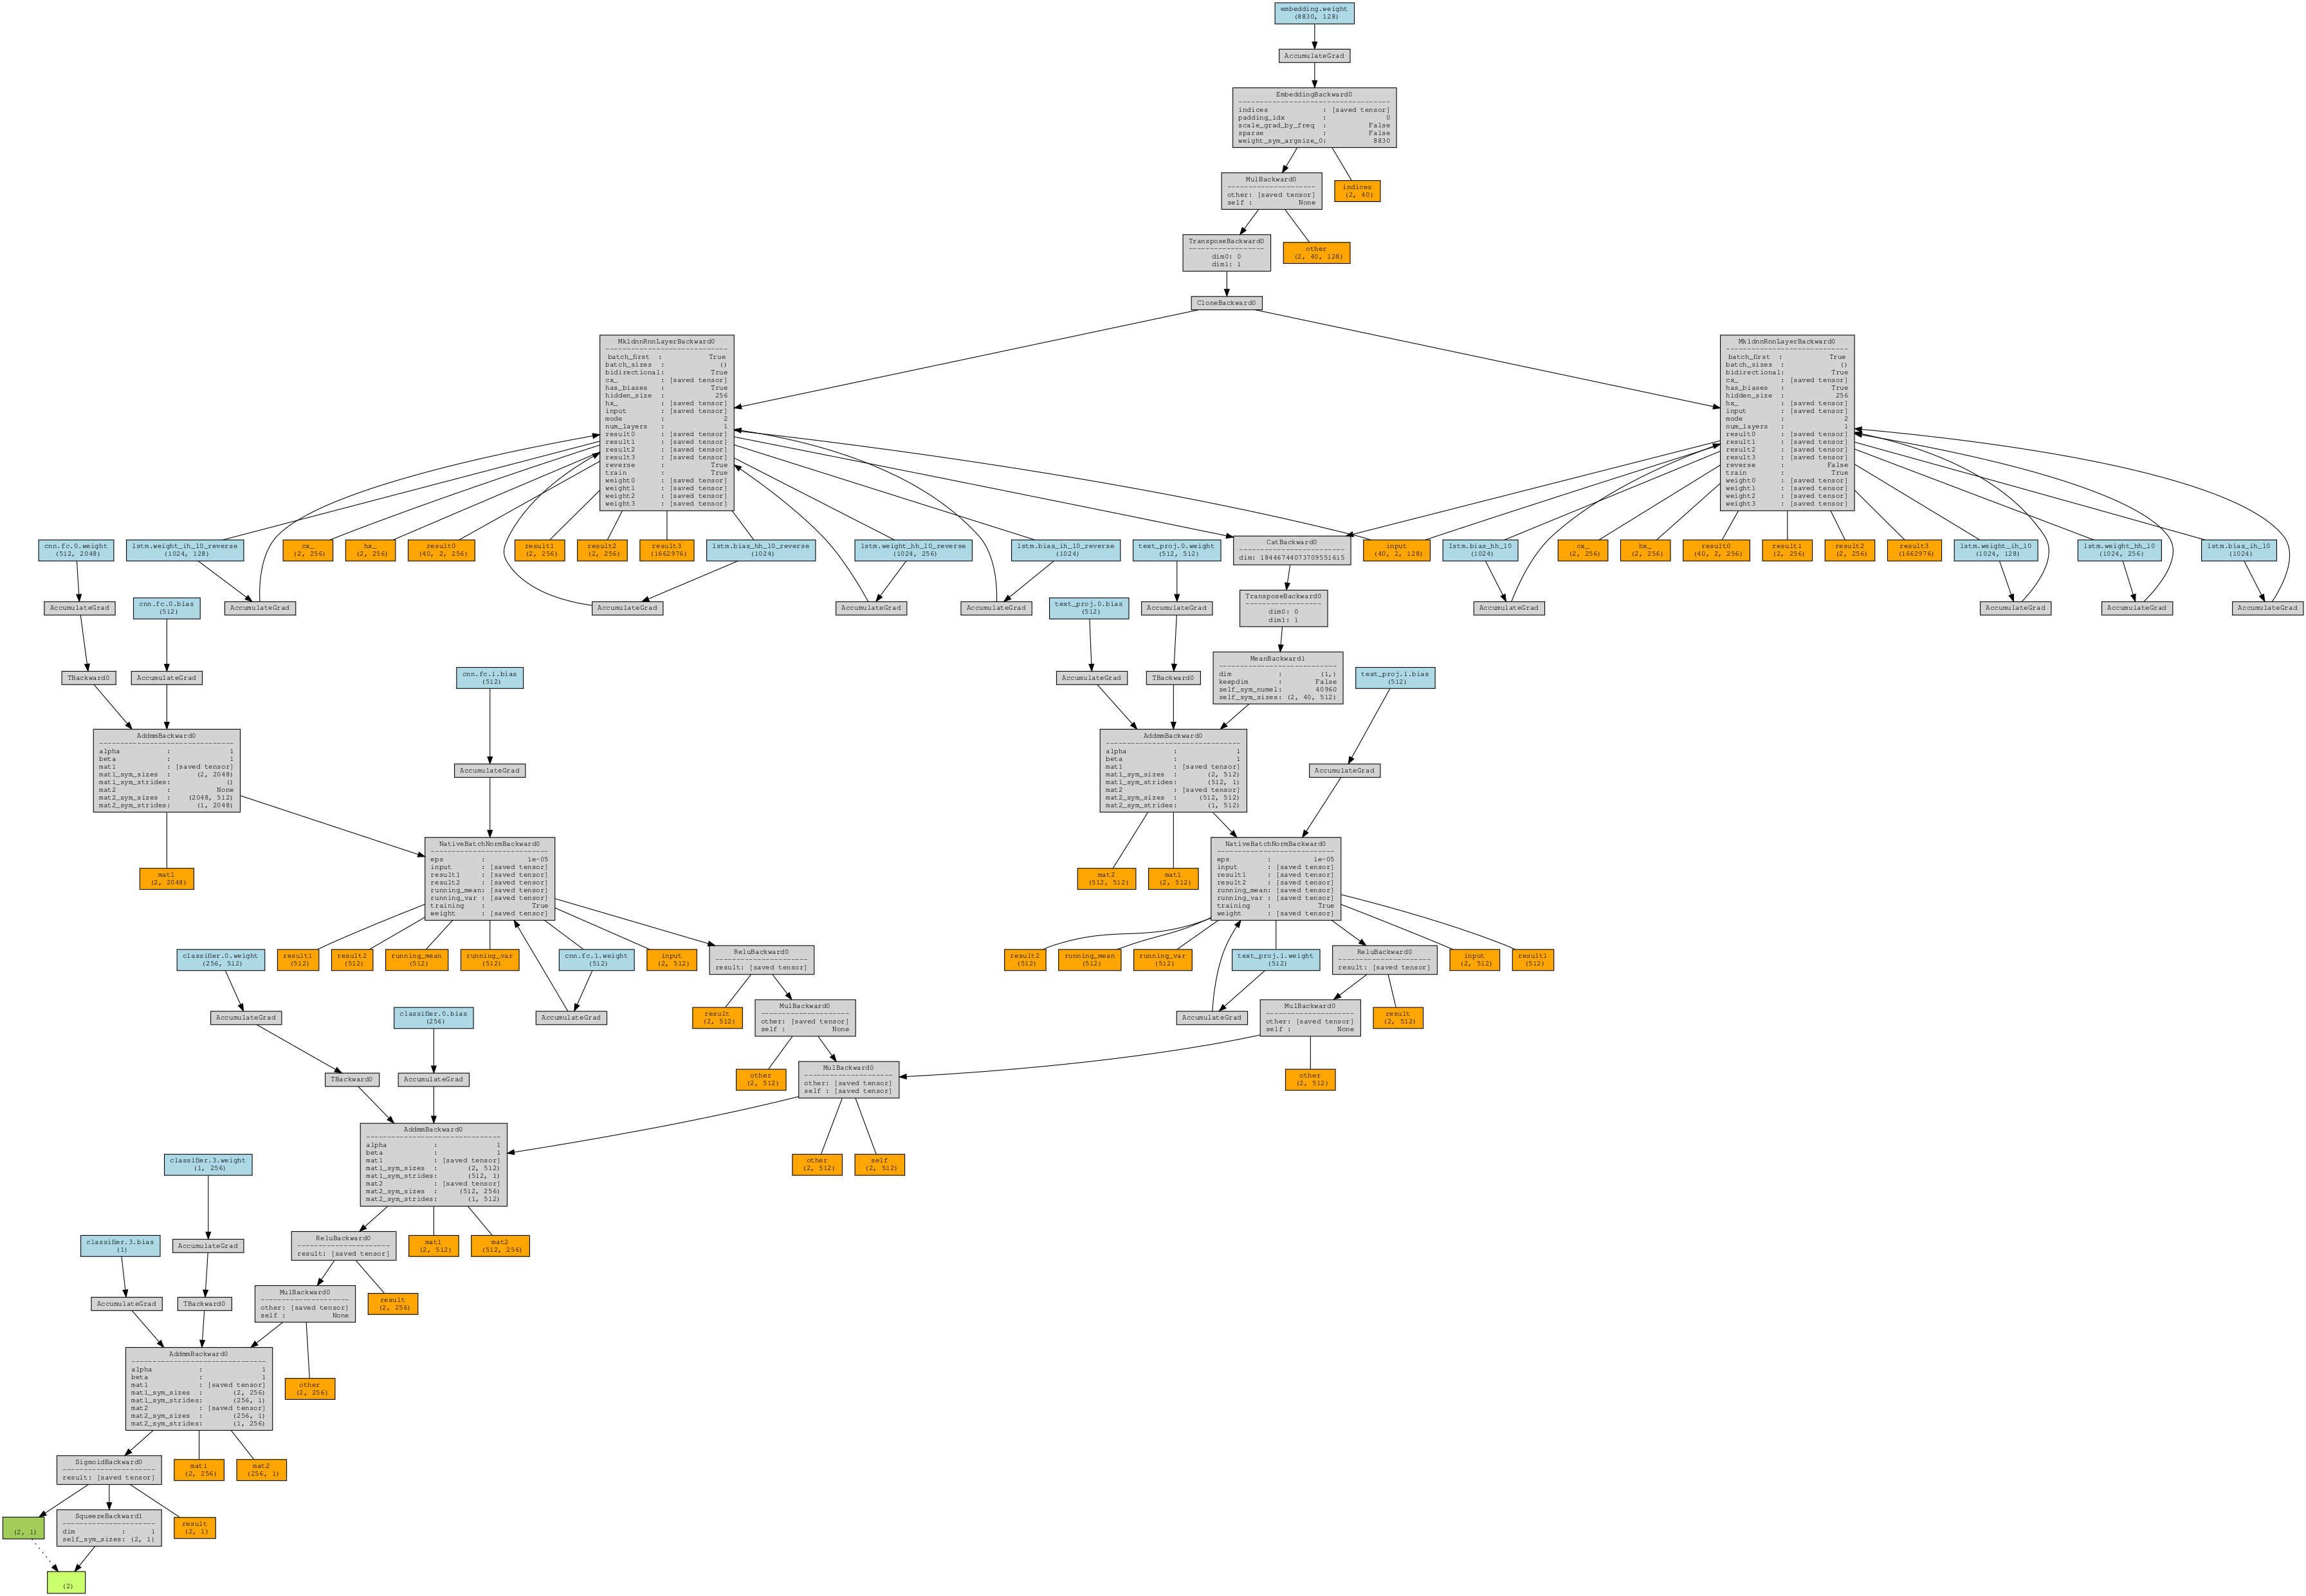 embedding.weight
(8830, 128)
AccumulateGrad
EmbeddingBackward0
------------------------------------
indices             : [saved tensor]
padding_idx         :              0
scale_grad_by_freq  :          False
sparse              :          False
weight_sym_argsize_0:           8830
MulBackward0
---------------------
other: [saved tensor]
self :           None
indices
(2, 40)
TransposeBackward0
------------------
dim0: 0
dim1: 1
other
(2, 40, 128)
CloneBackward0
MkldnnRnnLayerBackward0
-----------------------------
batch_first  :           True
batch_sizes  :             ()
bidirectional:           True
cx_          : [saved tensor]
has_biases   :           True
hidden_size  :            256
hx_          : [saved tensor]
input        : [saved tensor]
mode         :              2
num_layers   :              1
result0      : [saved tensor]
result1      : [saved tensor]
result2      : [saved tensor]
result3      : [saved tensor]
reverse      :           True
train        :           True
weight0      : [saved tensor]
weight1      : [saved tensor]
weight2      : [saved tensor]
weight3      : [saved tensor]
MkldnnRnnLayerBackward0
-----------------------------
batch_first  :           True
batch_sizes  :             ()
bidirectional:           True
cx_          : [saved tensor]
has_biases   :           True
hidden_size  :            256
hx_          : [saved tensor]
input        : [saved tensor]
mode         :              2
num_layers   :              1
result0      : [saved tensor]
result1      : [saved tensor]
result2      : [saved tensor]
result3      : [saved tensor]
reverse      :          False
train        :           True
weight0      : [saved tensor]
weight1      : [saved tensor]
weight2      : [saved tensor]
weight3      : [saved tensor]
cnn.fc.0.weight
(512, 2048)
lstm.weight_ih_l0_reverse
(1024, 128)
cx_
(2, 256)
hx_
(2, 256)
result0
(40, 2, 256)
result1
(2, 256)
result2
(2, 256)
result3
(1662976)
lstm.bias_hh_l0_reverse
(1024)
lstm.weight_hh_l0_reverse
(1024, 256)
lstm.bias_ih_l0_reverse
(1024)
text_proj.0.weight
(512, 512)
CatBackward0
-------------------------
dim: 18446744073709551615
input
(40, 2, 128)
lstm.bias_hh_l0
(1024)
cx_
(2, 256)
hx_
(2, 256)
result0
(40, 2, 256)
result1
(2, 256)
result2
(2, 256)
result3
(1662976)
lstm.weight_ih_l0
(1024, 128)
lstm.weight_hh_l0
(1024, 256)
lstm.bias_ih_l0
(1024)
AccumulateGrad
cnn.fc.0.bias
(512)
AccumulateGrad
AccumulateGrad
AccumulateGrad
AccumulateGrad
text_proj.0.bias
(512)
AccumulateGrad
TransposeBackward0
------------------
dim0: 0
dim1: 1
AccumulateGrad
AccumulateGrad
AccumulateGrad
AccumulateGrad
TBackward0
AccumulateGrad
cnn.fc.1.bias
(512)
AccumulateGrad
TBackward0
MeanBackward1
----------------------------
dim           :         (1,)
keepdim       :        False
self_sym_numel:        40960
self_sym_sizes: (2, 40, 512)
text_proj.1.bias
(512)
AddmmBackward0
--------------------------------
alpha           :              1
beta            :              1
mat1            : [saved tensor]
mat1_sym_sizes  :      (2, 2048)
mat1_sym_strides:             ()
mat2            :           None
mat2_sym_sizes  :    (2048, 512)
mat2_sym_strides:      (1, 2048)
AccumulateGrad
AddmmBackward0
--------------------------------
alpha           :              1
beta            :              1
mat1            : [saved tensor]
mat1_sym_sizes  :       (2, 512)
mat1_sym_strides:       (512, 1)
mat2            : [saved tensor]
mat2_sym_sizes  :     (512, 512)
mat2_sym_strides:       (1, 512)
AccumulateGrad
mat1
(2, 2048)
NativeBatchNormBackward0
----------------------------
eps         :          1e-05
input       : [saved tensor]
result1     : [saved tensor]
result2     : [saved tensor]
running_mean: [saved tensor]
running_var : [saved tensor]
training    :           True
weight      : [saved tensor]
mat2
(512, 512)
mat1
(2, 512)
NativeBatchNormBackward0
----------------------------
eps         :          1e-05
input       : [saved tensor]
result1     : [saved tensor]
result2     : [saved tensor]
running_mean: [saved tensor]
running_var : [saved tensor]
training    :           True
weight      : [saved tensor]
classifier.0.weight
(256, 512)
result1
(512)
result2
(512)
running_mean
(512)
running_var
(512)
cnn.fc.1.weight
(512)
input
(2, 512)
ReluBackward0
----------------------
result: [saved tensor]
result2
(512)
running_mean
(512)
running_var
(512)
text_proj.1.weight
(512)
ReluBackward0
----------------------
result: [saved tensor]
input
(2, 512)
result1
(512)
AccumulateGrad
classifier.0.bias
(256)
AccumulateGrad
result
(2, 512)
MulBackward0
---------------------
other: [saved tensor]
self :           None
AccumulateGrad
MulBackward0
---------------------
other: [saved tensor]
self :           None
result
(2, 512)
TBackward0
AccumulateGrad
other
(2, 512)
MulBackward0
---------------------
other: [saved tensor]
self : [saved tensor]
other
(2, 512)
AddmmBackward0
--------------------------------
alpha           :              1
beta            :              1
mat1            : [saved tensor]
mat1_sym_sizes  :       (2, 512)
mat1_sym_strides:       (512, 1)
mat2            : [saved tensor]
mat2_sym_sizes  :     (512, 256)
mat2_sym_strides:       (1, 512)
other
(2, 512)
self
(2, 512)
classifier.3.weight
(1, 256)
classifier.3.bias
(1)
AccumulateGrad
ReluBackward0
----------------------
result: [saved tensor]
mat1
(2, 512)
mat2
(512, 256)
AccumulateGrad
TBackward0
MulBackward0
---------------------
other: [saved tensor]
self :           None
result
(2, 256)
AddmmBackward0
--------------------------------
alpha           :              1
beta            :              1
mat1            : [saved tensor]
mat1_sym_sizes  :       (2, 256)
mat1_sym_strides:       (256, 1)
mat2            : [saved tensor]
mat2_sym_sizes  :       (256, 1)
mat2_sym_strides:       (1, 256)
other
(2, 256)
SigmoidBackward0
----------------------
result: [saved tensor]
mat1
(2, 256)
mat2
(256, 1)
(2, 1)
SqueezeBackward1
----------------------
dim           :      1
self_sym_sizes: (2, 1)
result
(2, 1)
(2)